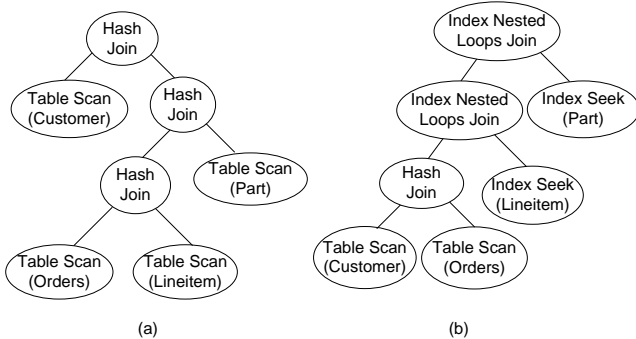 Hash
Join
Table Scan
(Customer)
Hash
Join
Hash
Join
Table Scan
(Part)
Table Scan
(Orders)
Table Scan
(Lineitem)
(a)
Index Nested
Loops Join
Index Nested
Loops Join
Index Seek
(Part)
Hash
Join
Index Seek
(Lineitem)
Table Scan
(Customer)
Table Scan
(Orders)
(b)